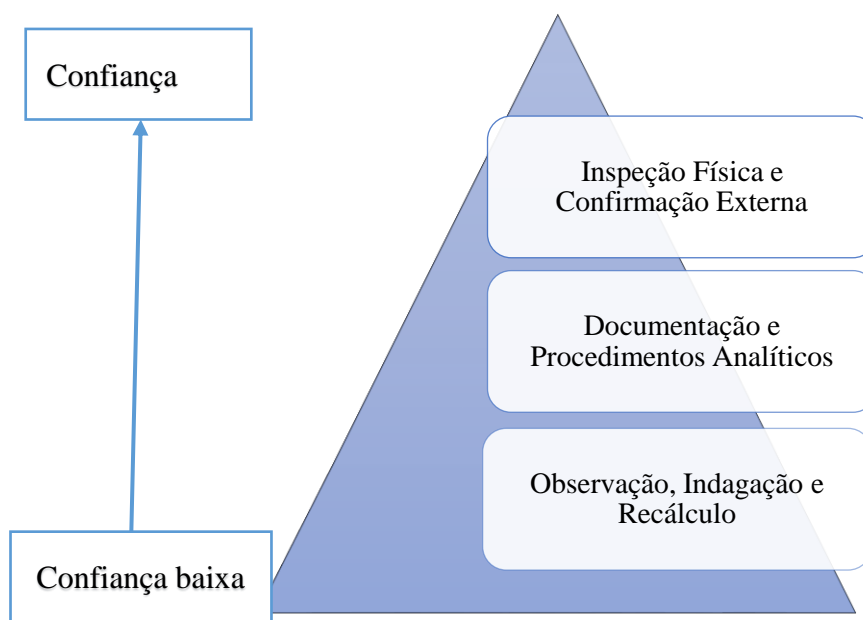 Confiança
Inspeção Física e
Confirmação Externa
Documentação e
Procedimentos Analíticos
Observação, Indagação e
Recálculo
Confiança baixa